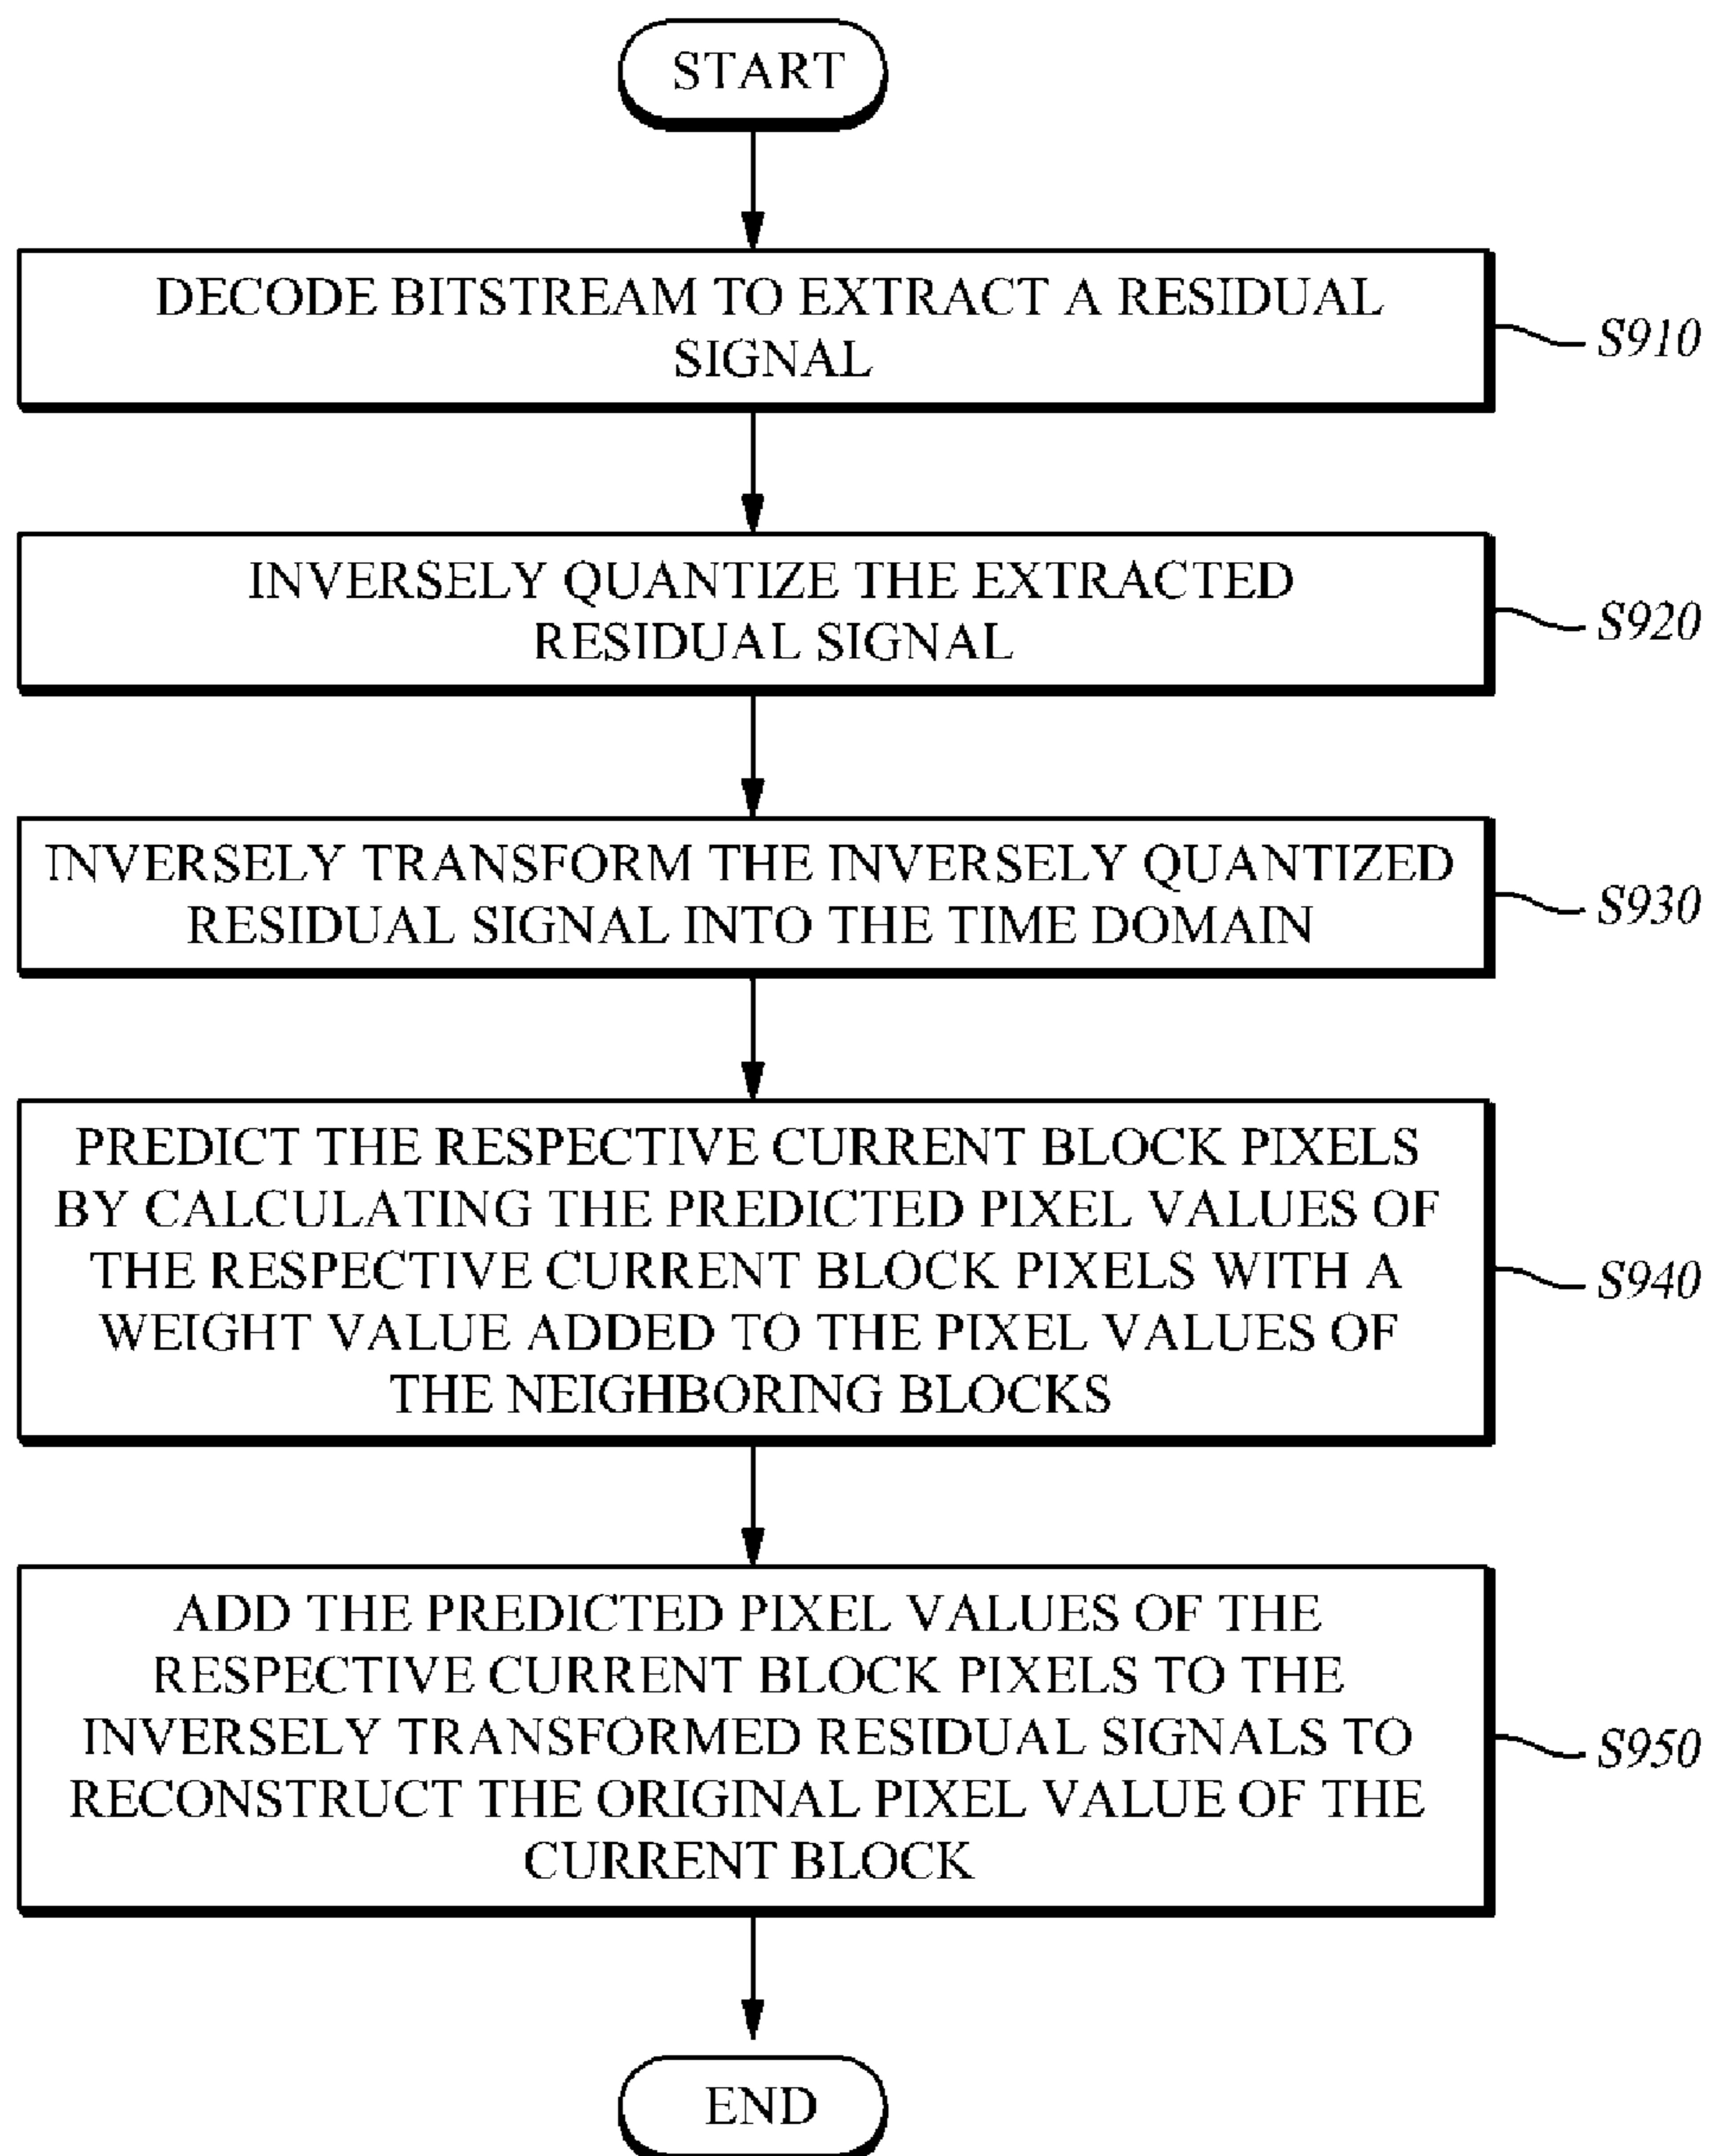 START
DECODE BITSTREAM TO EXTRACT A RESIDUAL
SIGNAL
S910
INVERSELY QUANTIZE THE EXTRACTED
RESIDUAL SIGNAL
S920
INVERSELY TRANSFORM THE INVERSELY QUANTIZED
RESIDUAL SIGNAL INTO THE TIME DOMAIN
S930
PREDICT THE RESPECTIVE CURRENT BLOCK PIXELS
BY CALCULATING THE PREDICTED PIXEL VALUES OF
THE RESPECTIVE CURRENT BLOCK PIXELS WITH A
WEIGHT VALUE ADDED TO THE PIXEL VALUES OF
THE NEIGHBORING BLOCKS
S940
ADD THE PREDICTED PIXEL VALUES OF THE
RESPECTIVE CURRENT BLOCK PIXELS TO THE
INVERSELY TRANSFORMED RESIDUAL SIGNALS TO
RECONSTRUCT THE ORIGINAL PIXEL VALUE OF THE
CURRENT BLOCK
S950
END